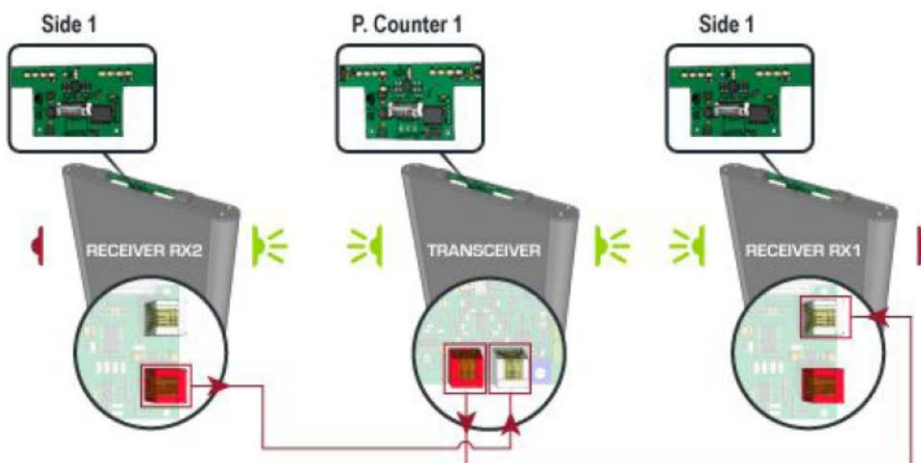 Side 1
P. Counter 1
Side 1
RECEIVER RX2
TRANSCEIVER
RECEIVER RX1